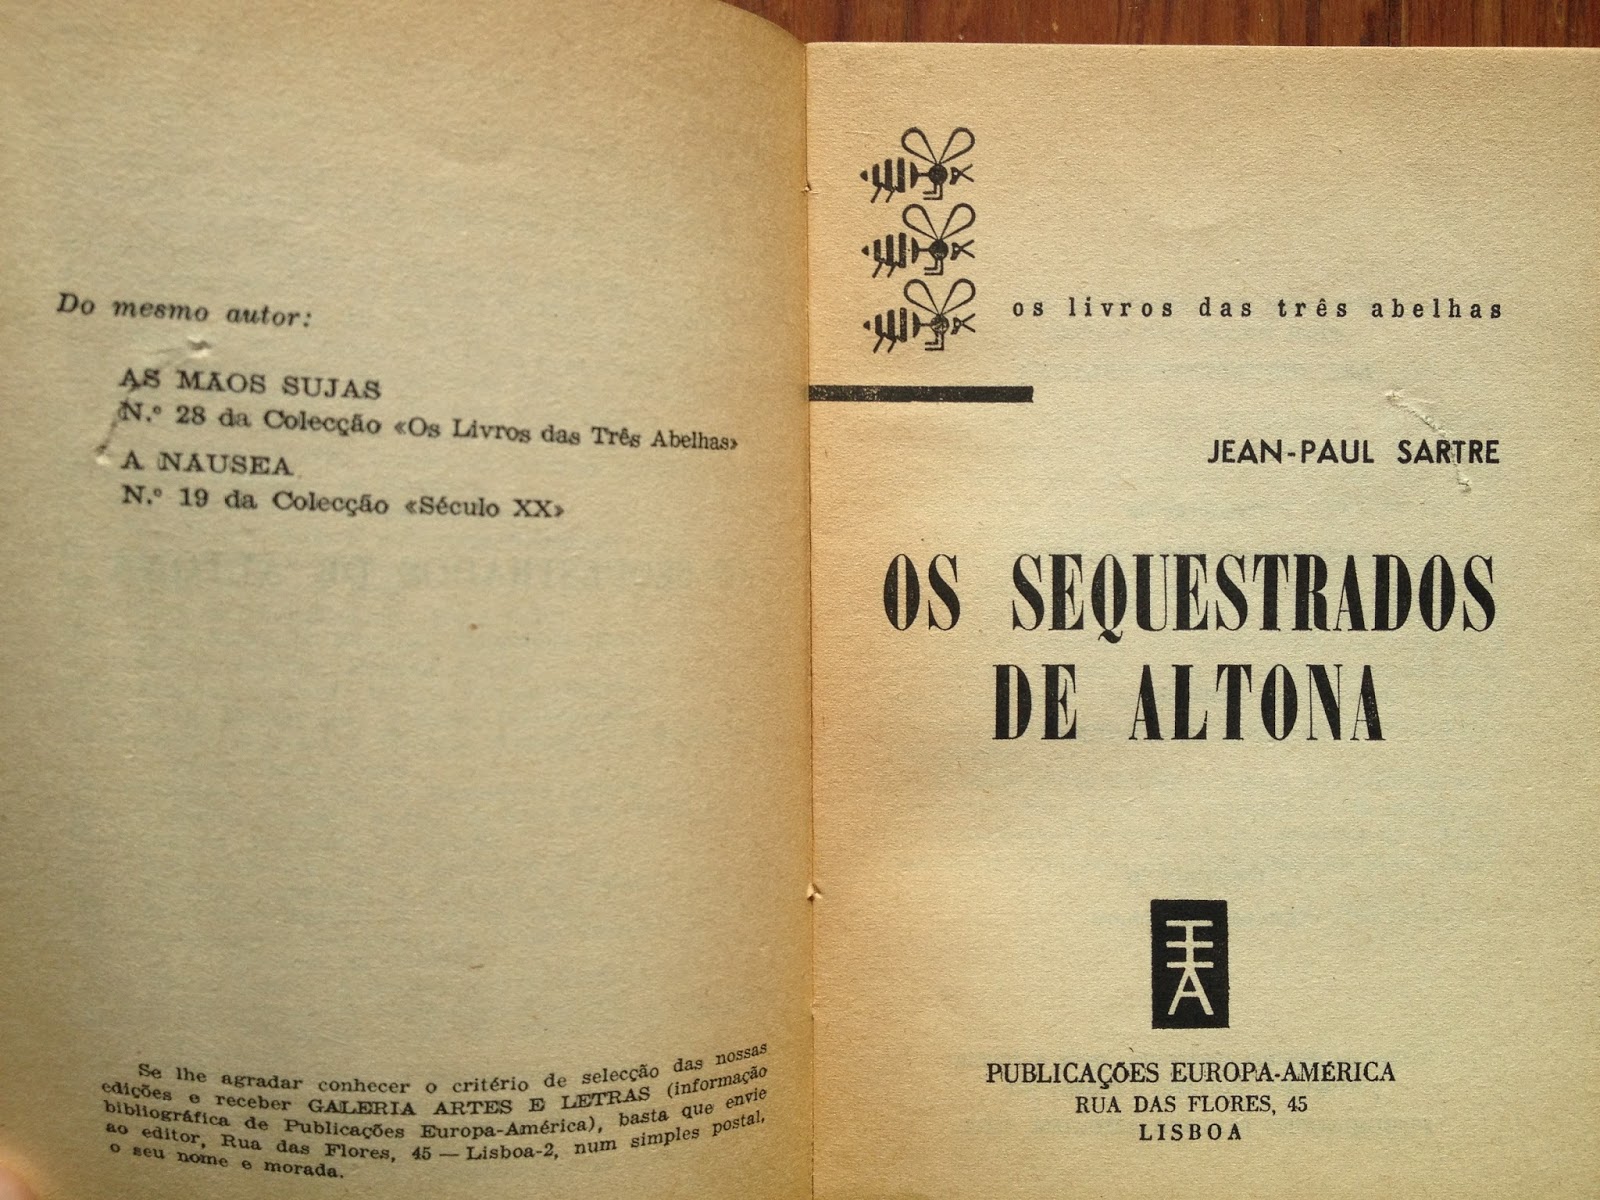 Do mesmo autor:
AS MÃOS SUJAS
N.º 28 da Colecção «Os Livros das Três Abelhas»
A NAUSEA
N.º 19 da Colecção «Século XX»
Se lhe agradar conhecer o critério de selecção das nossas
edições e receber GALERIA ARTES E LETRAS (informação
bibliográfica de Publicações Europa-América), basta que envie
ao editor, Rua das Flores, 45 — Lisboa-2, num simples postal,
o seu nome e morada.
os livros das três abelhas
JEAN-PAUL SARTRE
OS SEQUESTRADOS
DE ALTONA
PUBLICAÇÕES EUROPA-AMÉRICA
RUA DAS FLORES, 45
LISBOA